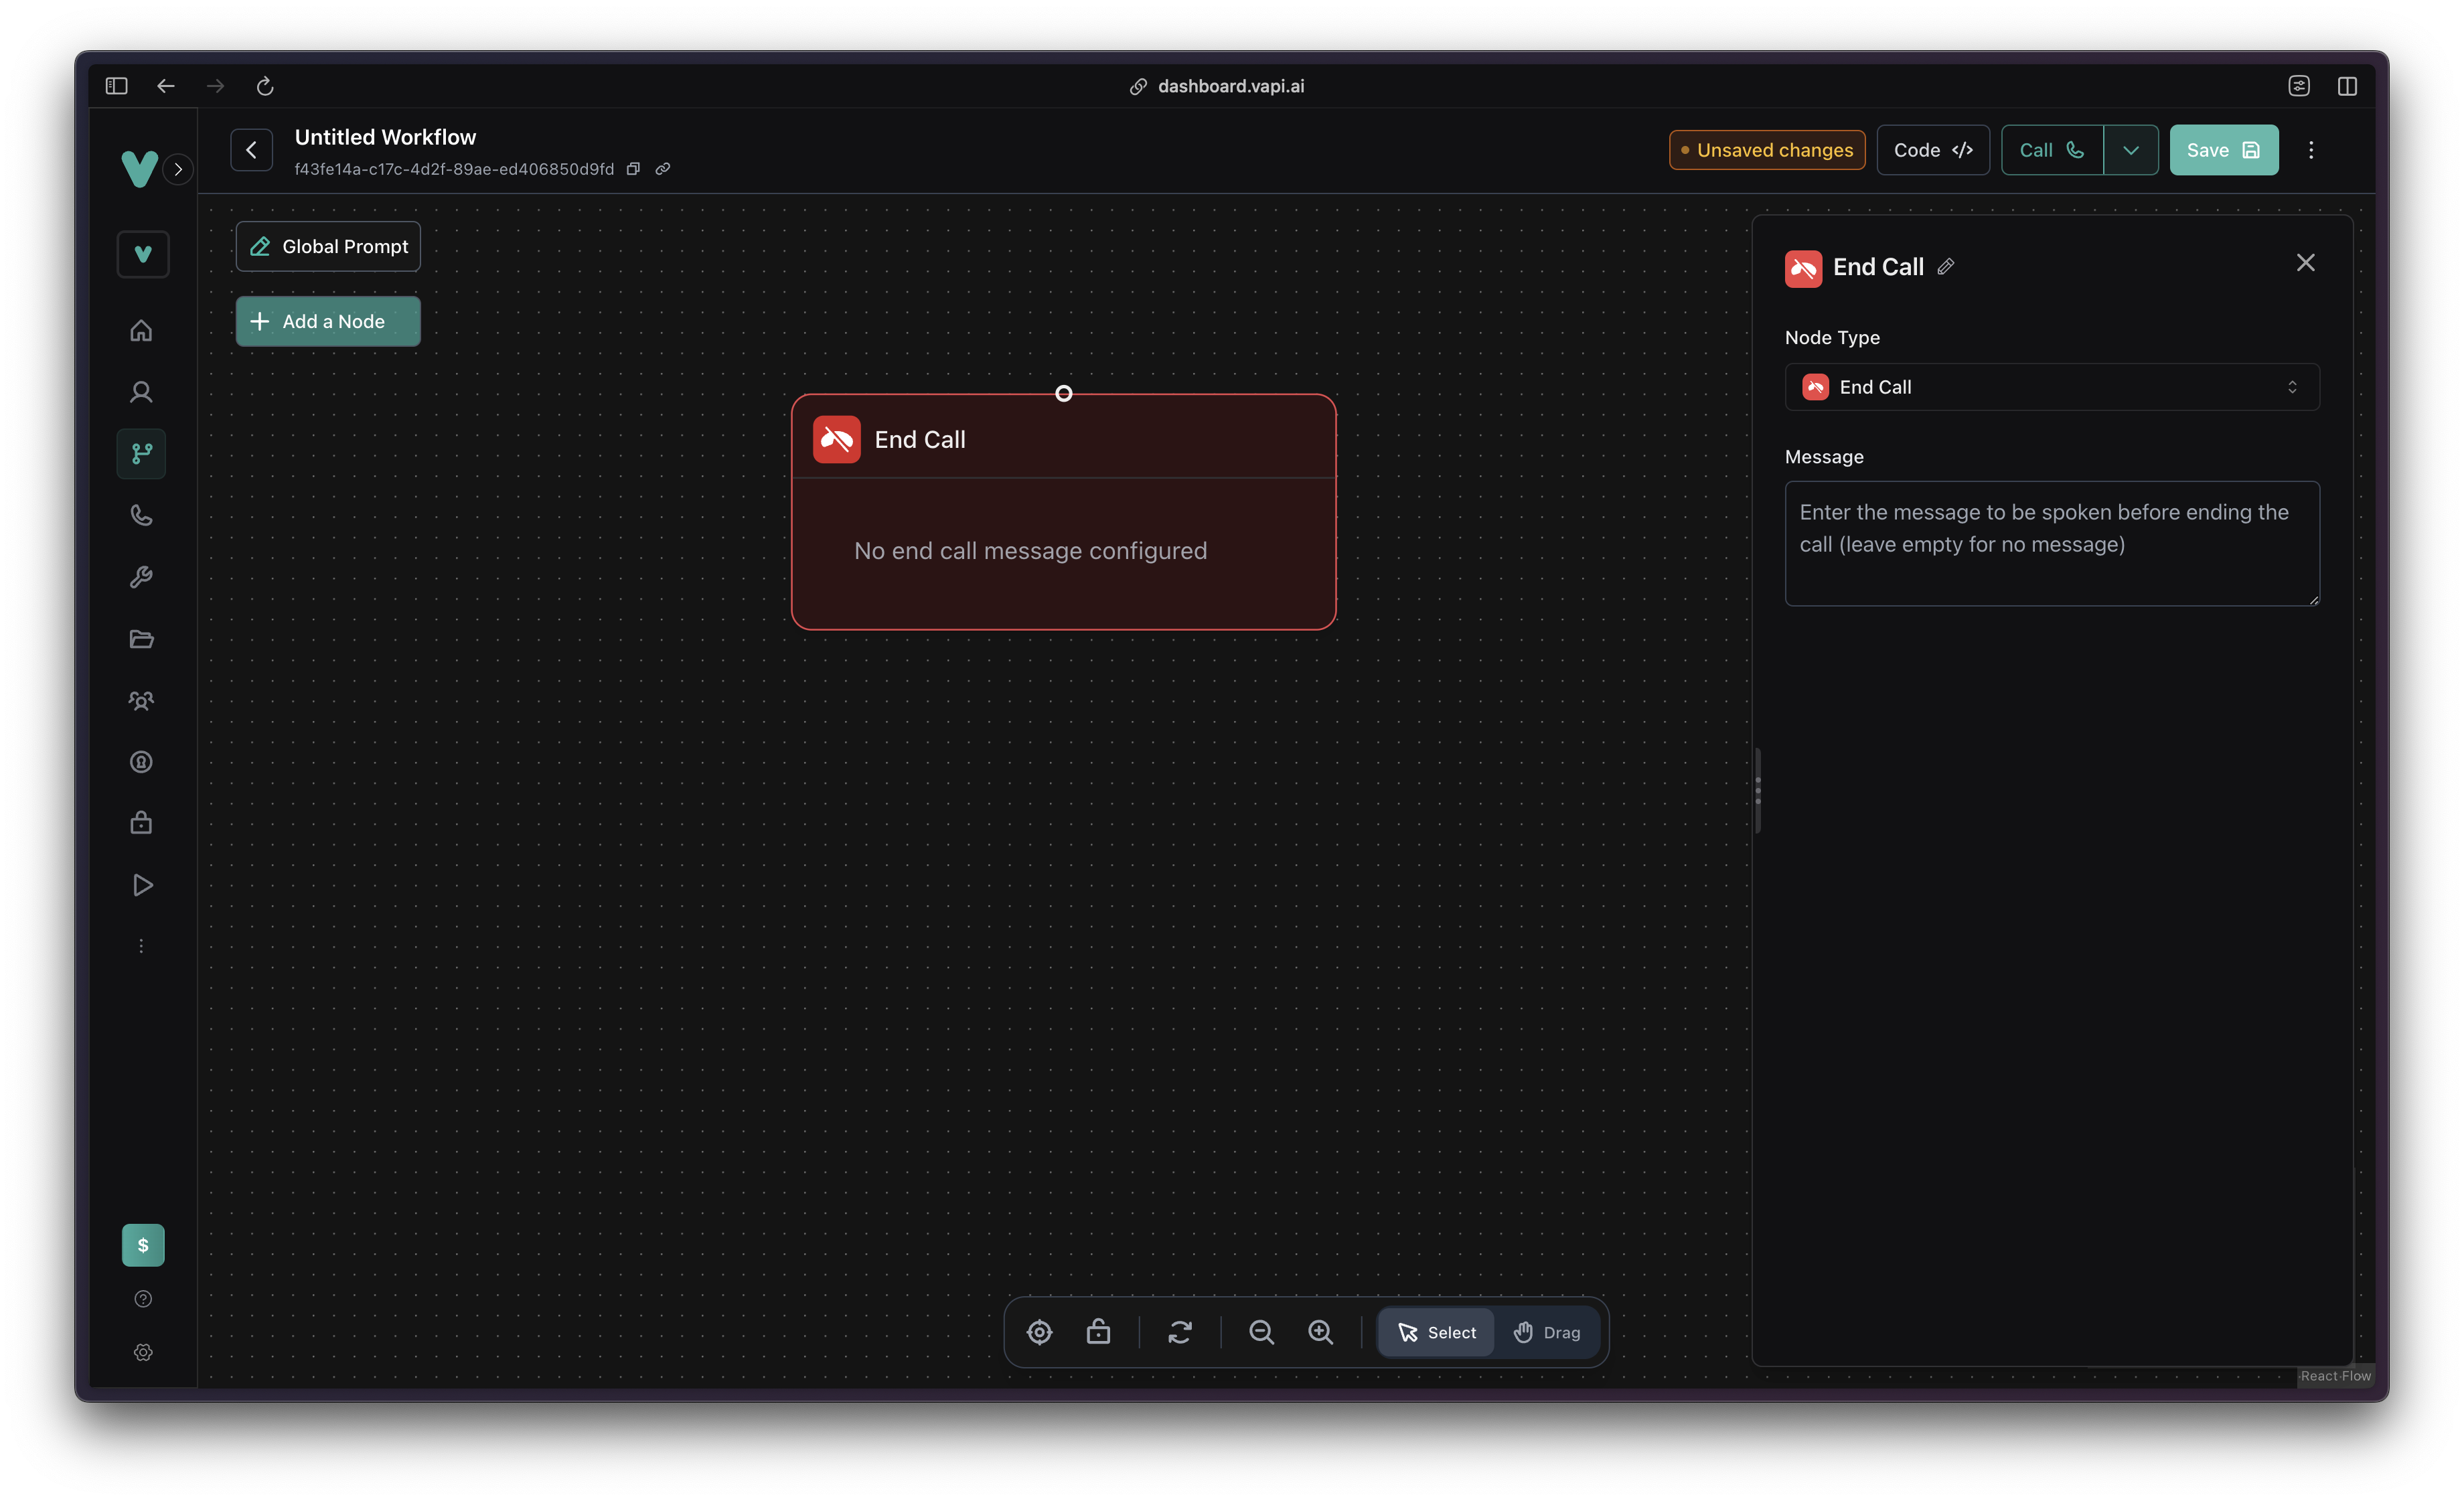 dashboard.vapi.ai
Untitled Workflow
f43fe14a-c17c-4d2f-89ae-ed406850d9fd
Unsaved changes
Code
Call
Save
Global Prompt
Add a Node
End Call
No end call message configured
End Call
Node Type
End Call
Message
Enter the message to be spoken before ending the
call (leave empty for no message)
$
Select
Drag
React Flow